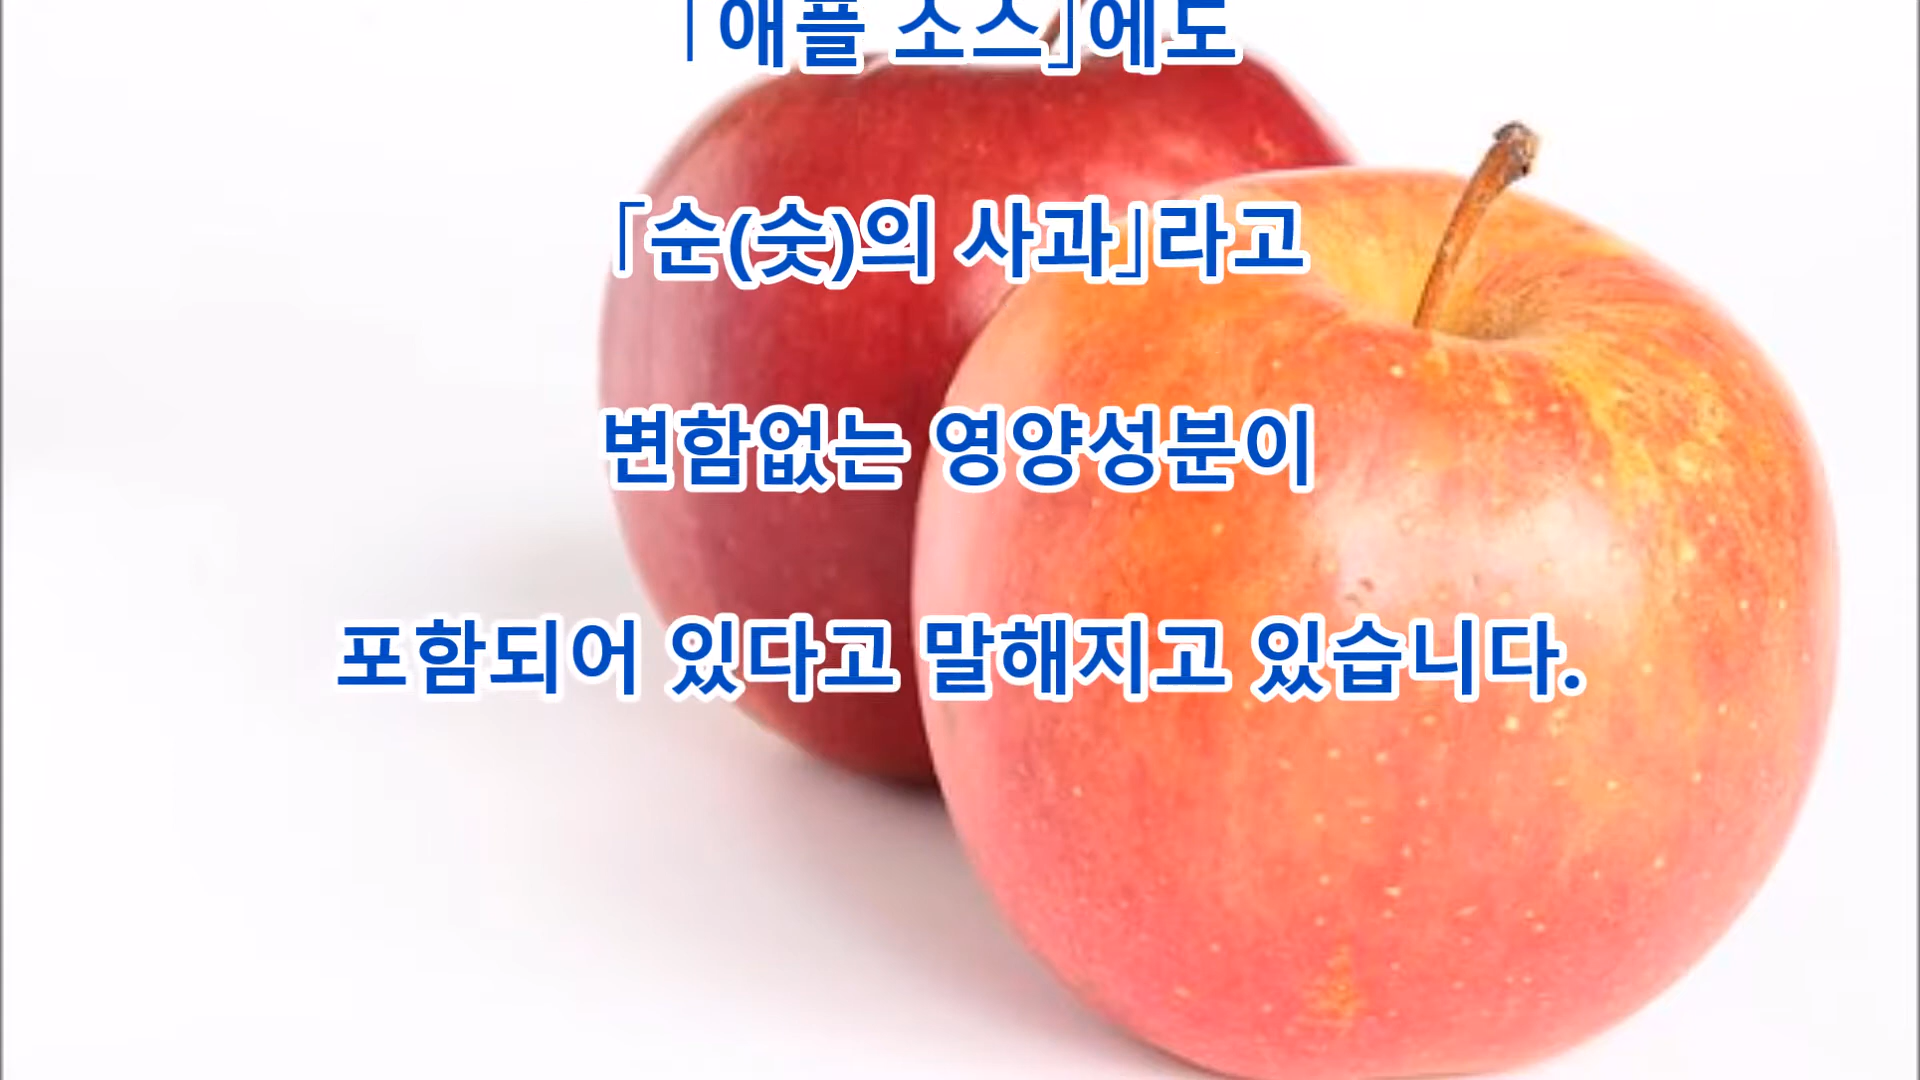 「애플 소스」에도
「순(숫)의 사과」라고
변함없는 영양성분이
포함되어 있다고 말해지고 있습니다.